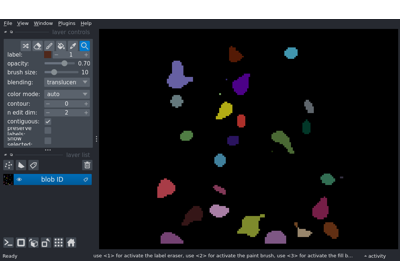 File View Window Plugins Help
layer controls
label: 1
opacity: 0.70
brush size: 10
blending: translucen
color mode: auto
contour: 0
n edit dim: 2
contiguous:
preserve
labels:
show
selected:
layer list
blob ID
Ready
use <1> for activate the label eraser, use <2> for activate the paint brush, use <3> for activate the fill b...
activity